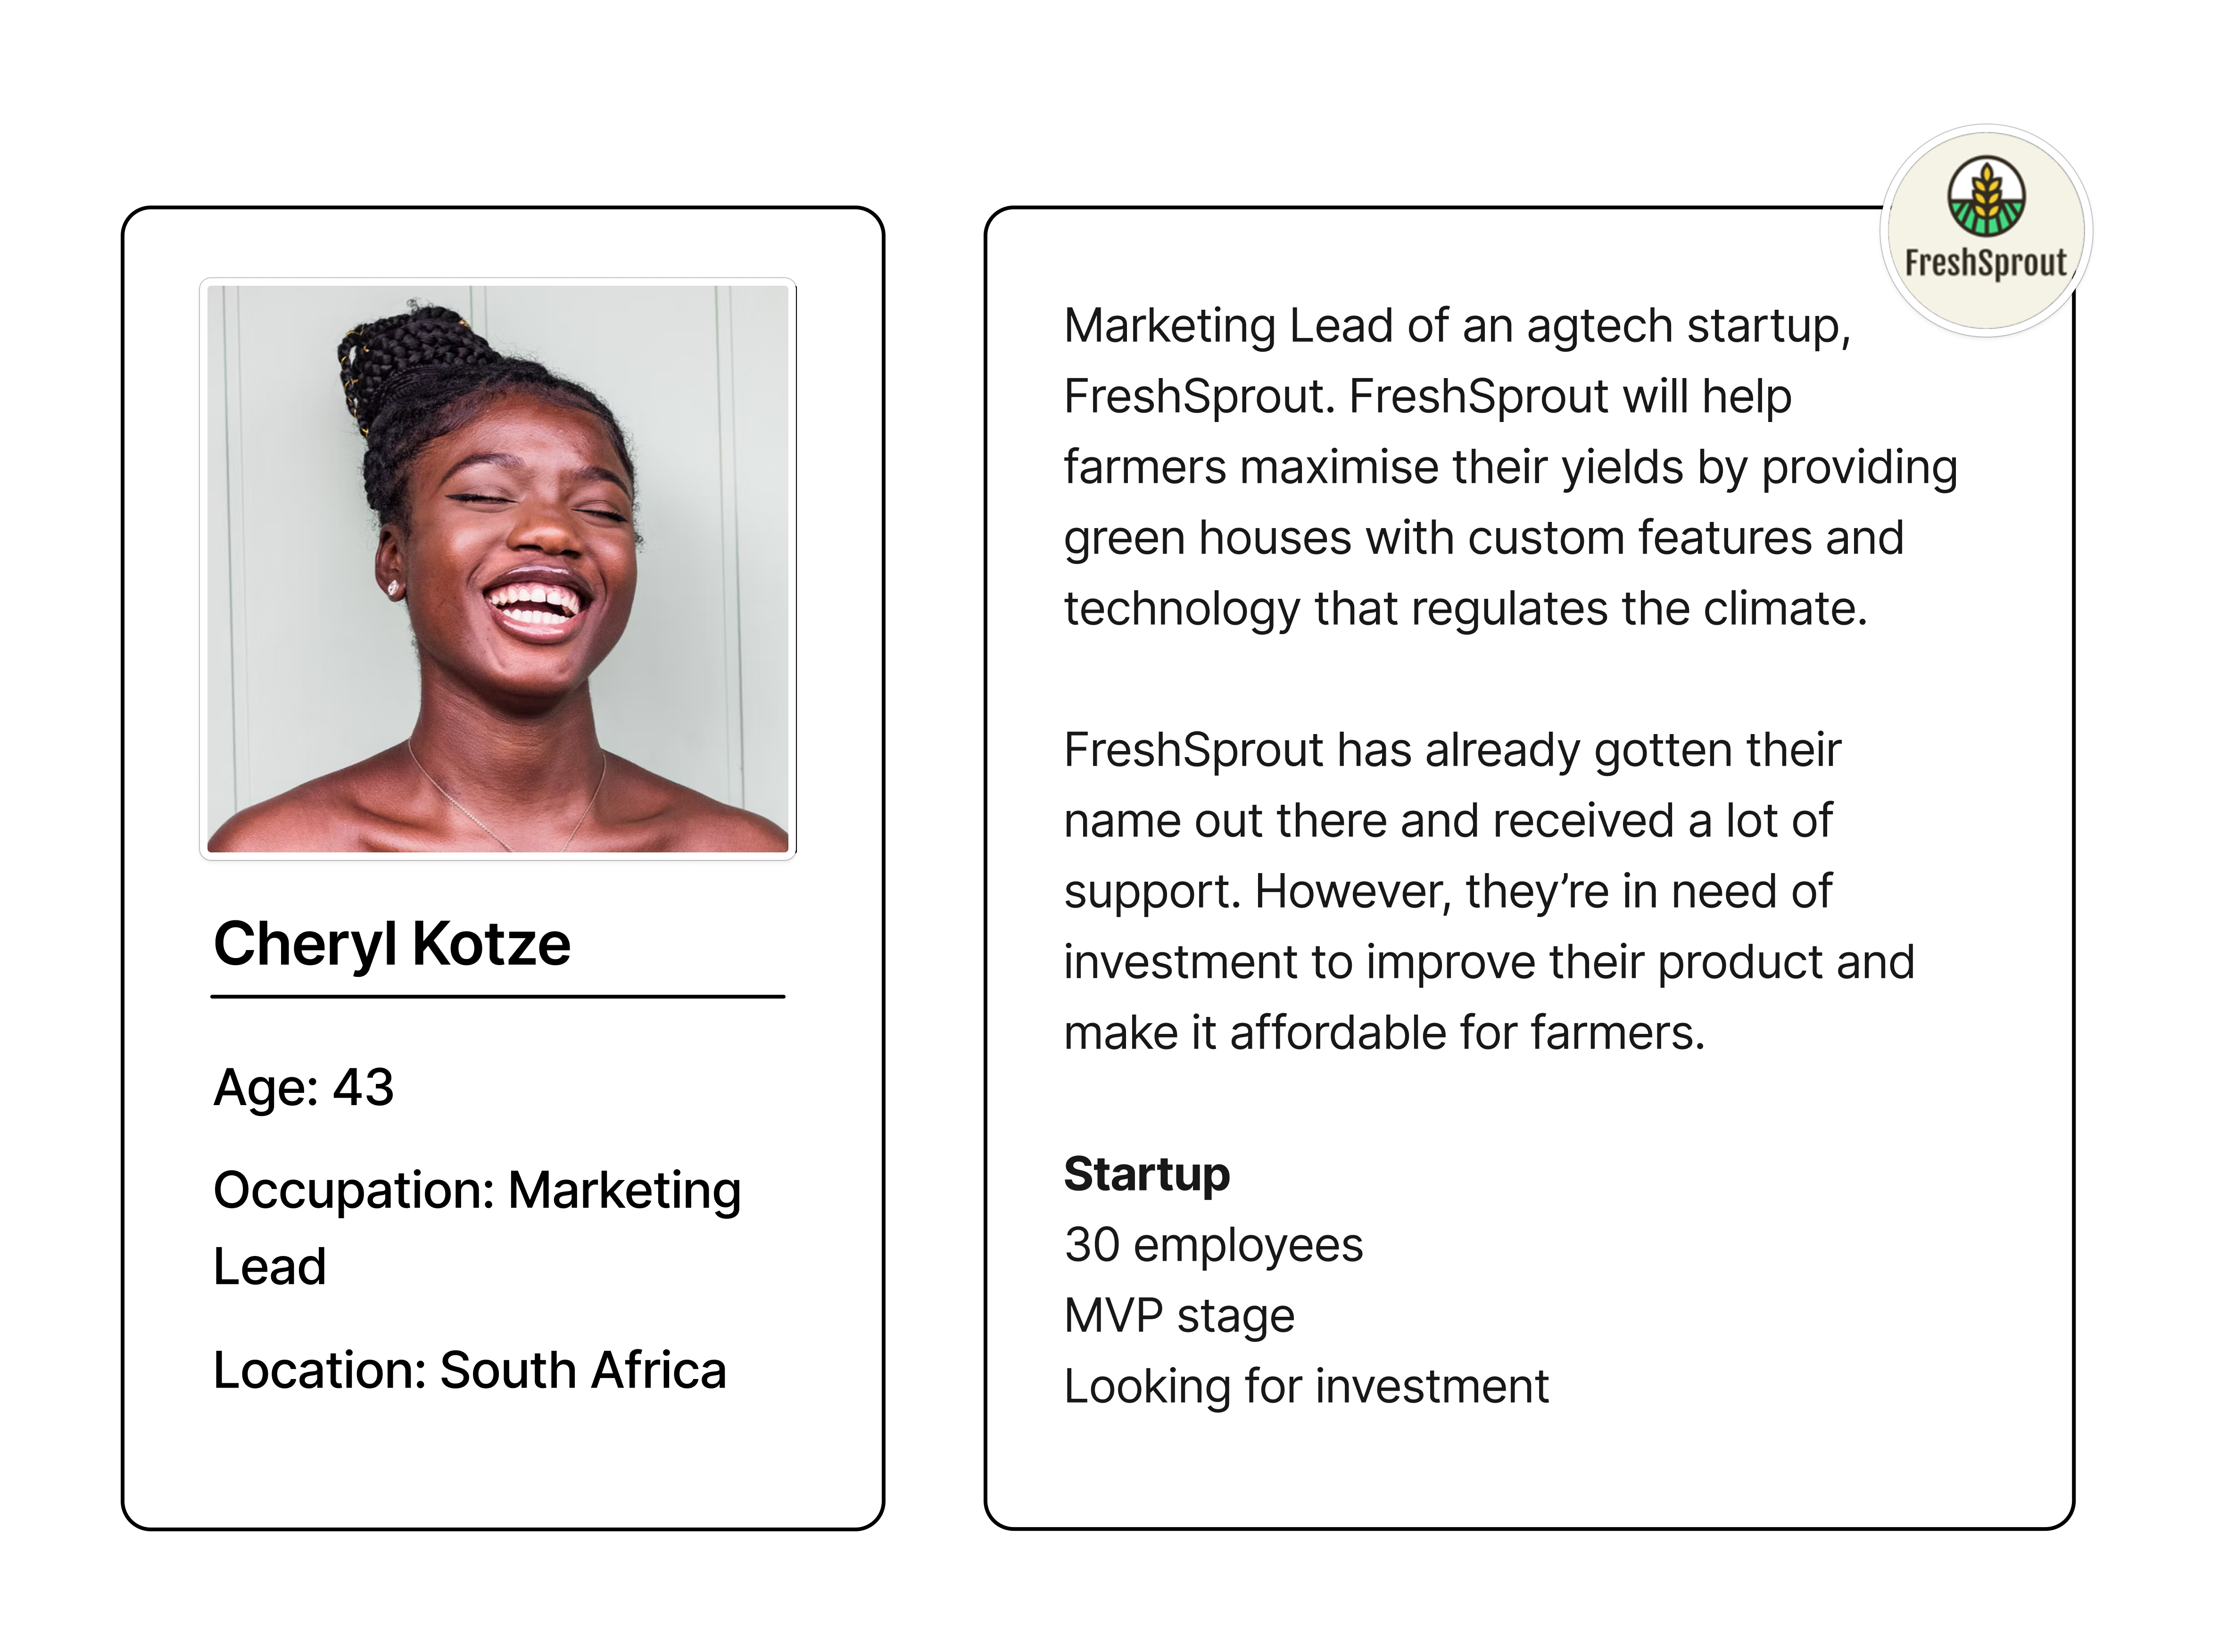 Cheryl Kotze
Age: 43
Occupation: Marketing
Lead
Location: South Africa
FreshSprout
Marketing Lead of an agtech startup,
FreshSprout. FreshSprout will help
farmers maximise their yields by providing
green houses with custom features and
technology that regulates the climate.
FreshSprout has already gotten their
name out there and received a lot of
support. However, they’re in need of
investment to improve their product and
make it affordable for farmers.
Startup
30 employees
MVP stage
Looking for investment